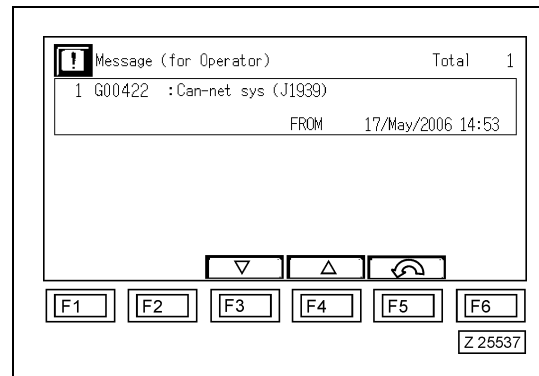 ! Message (for Operator) Total 1
1 G00422 :Can-net sys (J1939)
FROM 17/May/2006 14:53
F1 F2 F3 F4 F5 F6
Z 25537